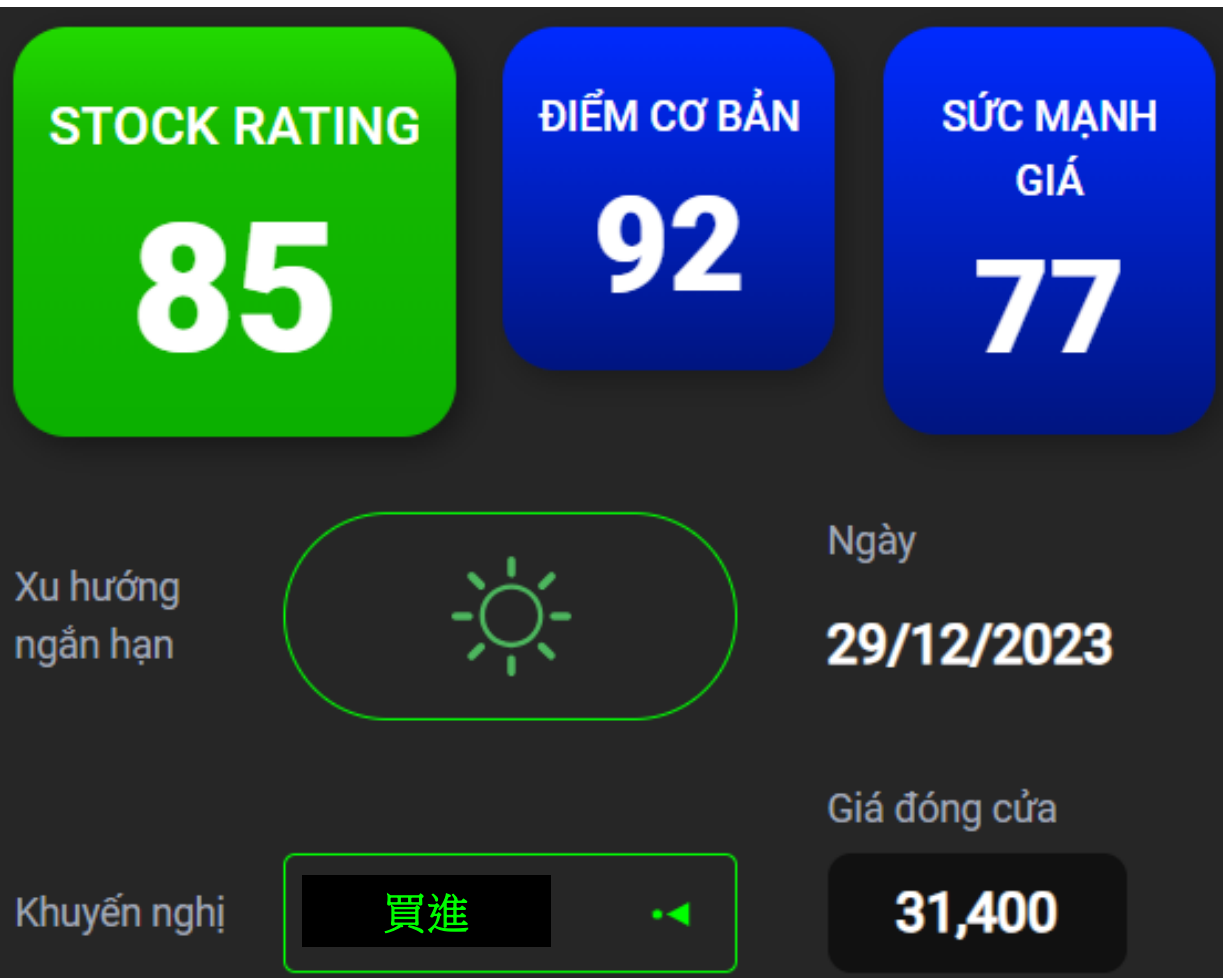 STOCK RATING
85
ĐIỂM CƠ BẢN
92
SỨC MẠNH
GIÁ
77
Xu hướng
ngắn hạn
Ngày
29/12/2023
Khuyến nghị
買進
Giá đóng cửa
31,400